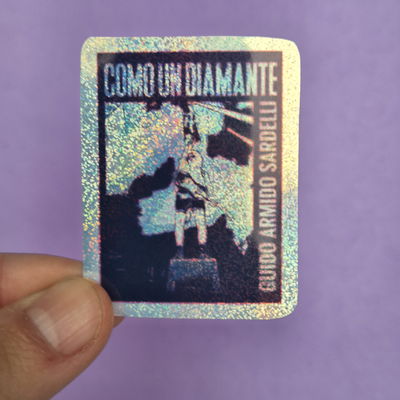 COMO UN DIAMANTE
GUIDO ARMIDO SARDELLI